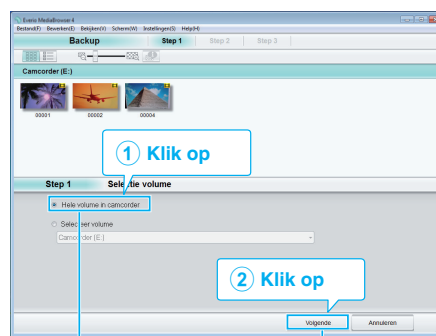 Everio MediaBrowser 4
Bestand(F) Bewerken(E) Bekijken(V) Scherm(W) Instellingen(S) Help(H)
Backup Step 1 Step 2 Step 3
Camcorder (E:)
00001 00002 00004
① Klik op
Step 1 Selectie volume
Hele volume in camcorder
Selecteer volume
Camcorder (E:)
② Klik op
Volgende Annuleren